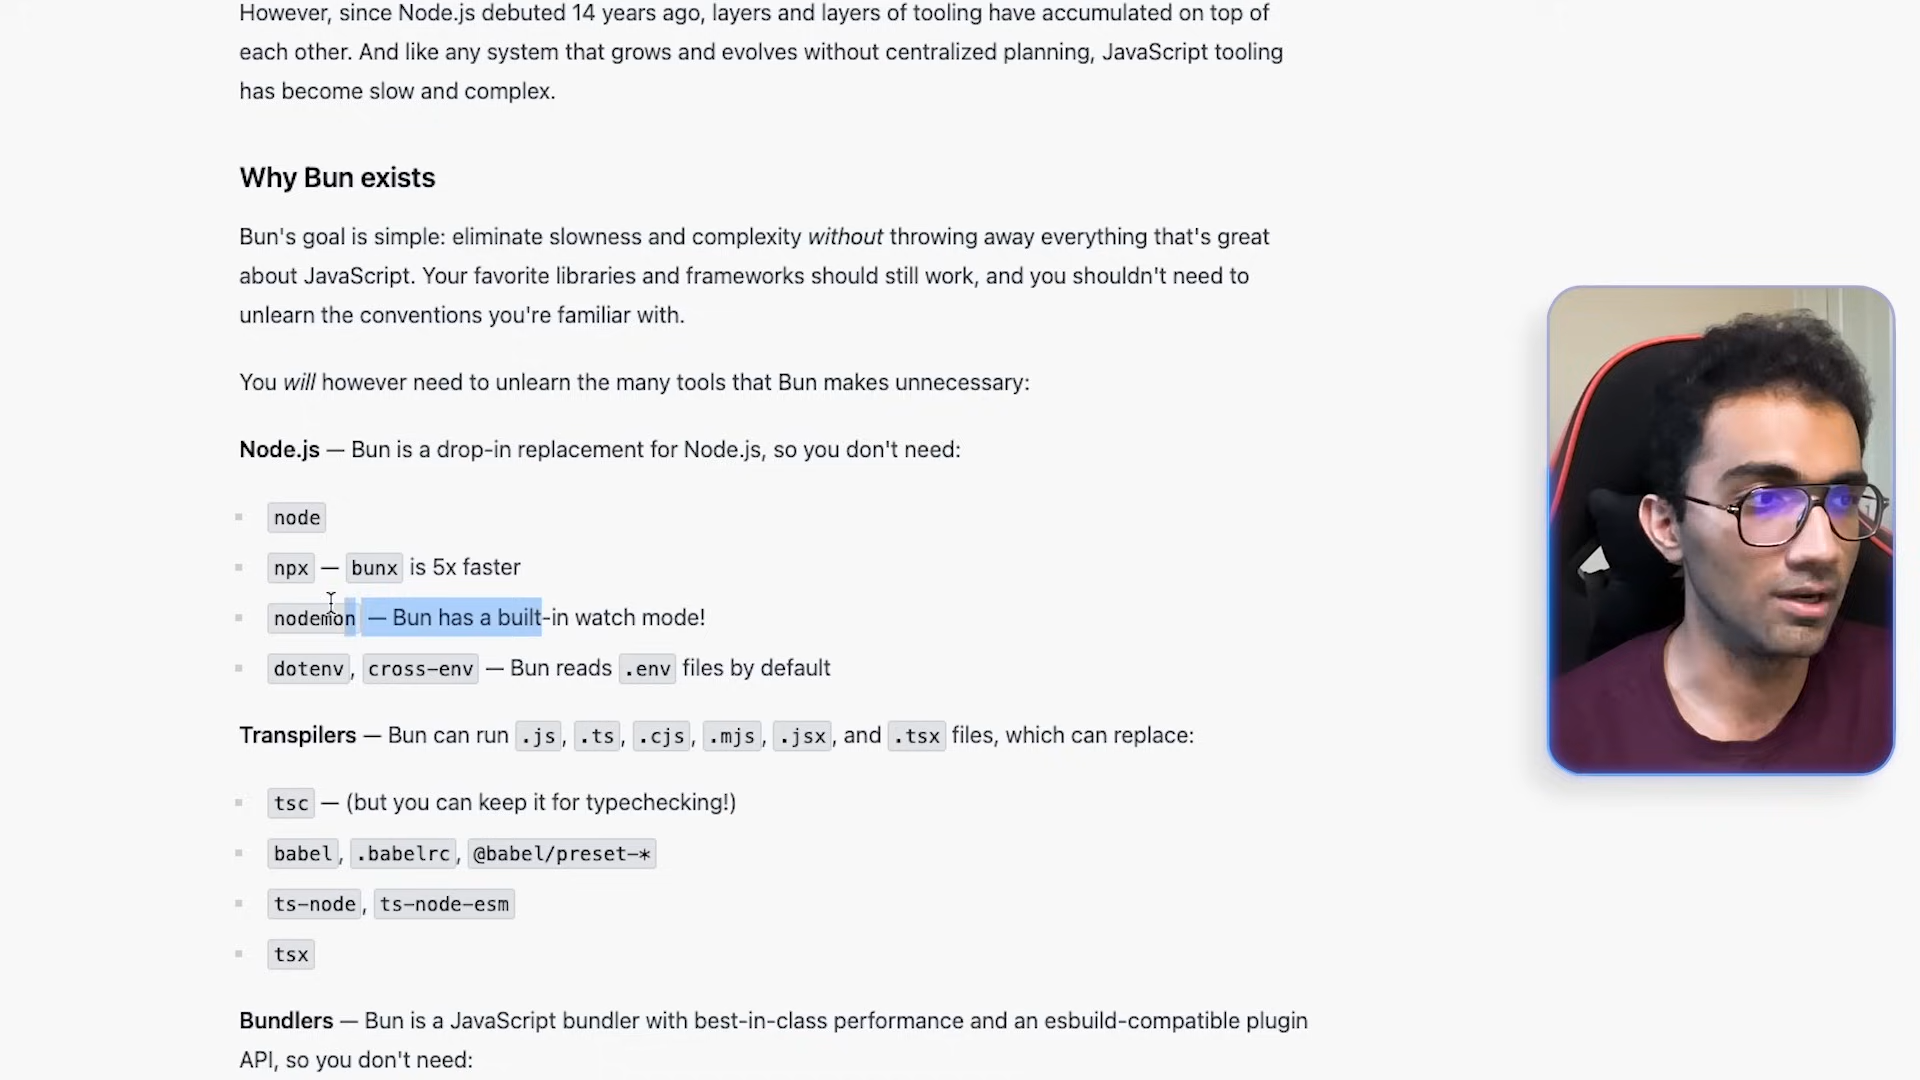 However, since Node.js debuted 14 years ago, layers and layers of tooling have accumulated on top of
each other. And like any system that grows and evolves without centralized planning, JavaScript tooling
has become slow and complex.
Why Bun exists
Bun's goal is simple: eliminate slowness and complexity without throwing away everything that's great
about JavaScript. Your favorite libraries and frameworks should still work, and you shouldn't need to
unlearn the conventions you're familiar with.
You will however need to unlearn the many tools that Bun makes unnecessary:
Node.js — Bun is a drop-in replacement for Node.js, so you don't need:
node
npx — bunx is 5x faster
nodemon — Bun has a built-in watch mode!
dotenv, cross-env — Bun reads .env files by default
Transpilers — Bun can run .js, .ts, .cjs, .mjs, .jsx, and .tsx files, which can replace:
tsc — (but you can keep it for typechecking!)
babel, .babelrc, @babel/preset-*
ts-node, ts-node-esm
tsx
Bundlers — Bun is a JavaScript bundler with best-in-class performance and an esbuild-compatible plugin
API, so you don't need: